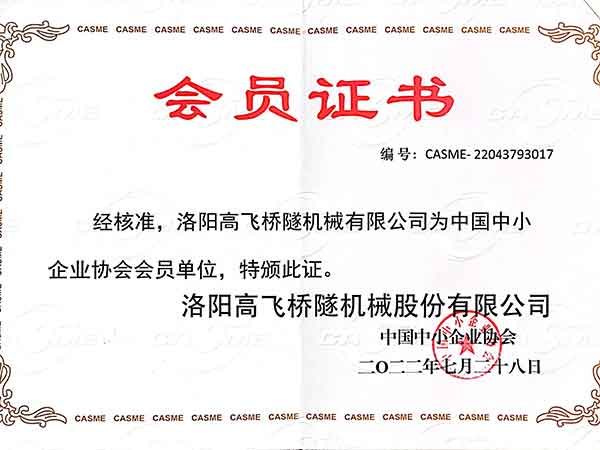 CASME CASME CASME CASME CASME CASME CASME CASME CASME CASME
会员证书
编号：CASME- 22043793017
经核准，洛阳高飞桥隧机械有限公司为中国中小
企业协会会员单位，特颁此证。
洛阳高飞桥隧机械股份有限公司
中国中小企业协会
二〇二二年七月二十八日
CASME CASME CASME CASME CASME CASME CASME CASME CASME CASME